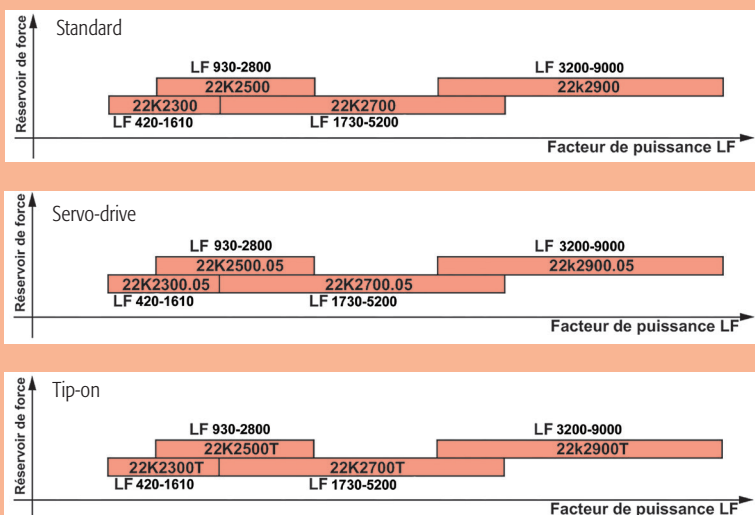 Réservoir de force
Standard
LF 930-2800
LF 3200-9000
22K2500
22k2900
22K2300
22K2700
LF 420-1610
LF 1730-5200
Facteur de puissance LF
Réservoir de force
Servo-drive
LF 930-2800
LF 3200-9000
22K2500.05
22k2900.05
22K2300.05
22K2700.05
LF 420-1610
LF 1730-5200
Facteur de puissance LF
Réservoir de force
Tip-on
LF 930-2800
LF 3200-9000
22K2500T
22k2900T
22K2300T
22K2700T
LF 420-1610
LF 1730-5200
Facteur de puissance LF